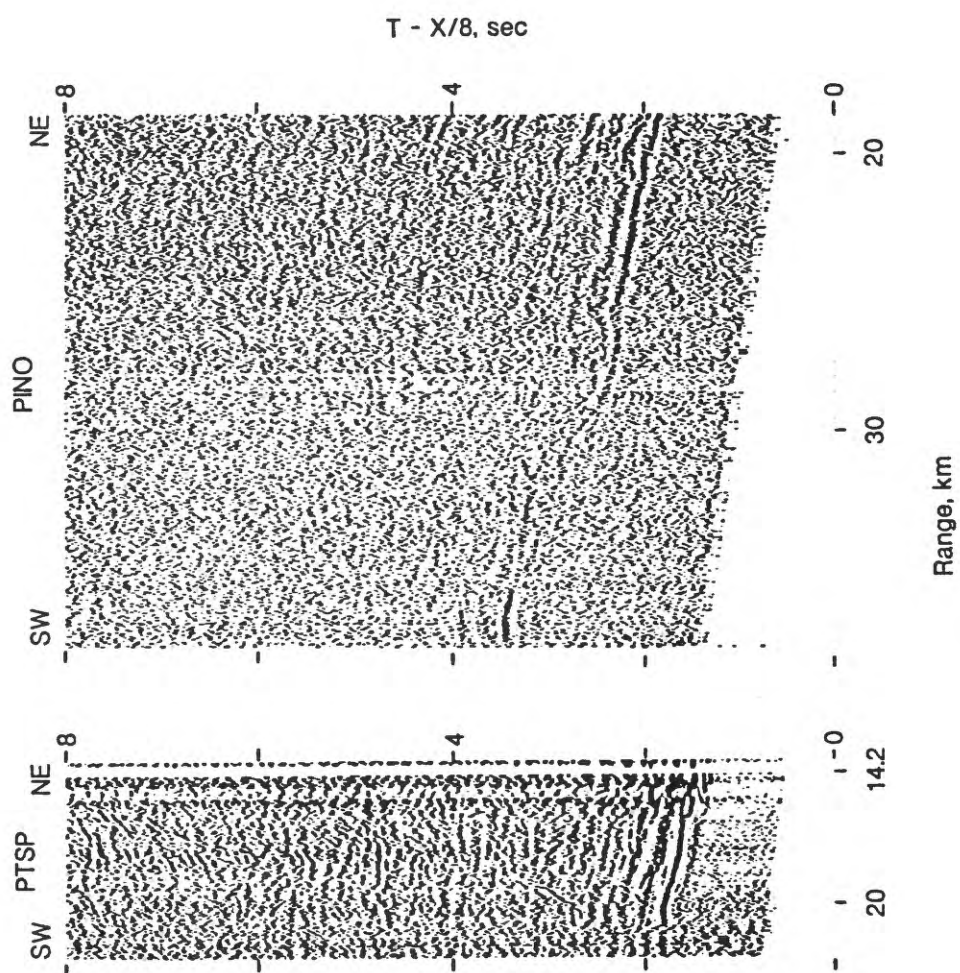 T - X/8, sec
8
4
0
NE
PINO
SW
20
30
Range, km
8
4
0
NE
PTSP
SW
14.2
20